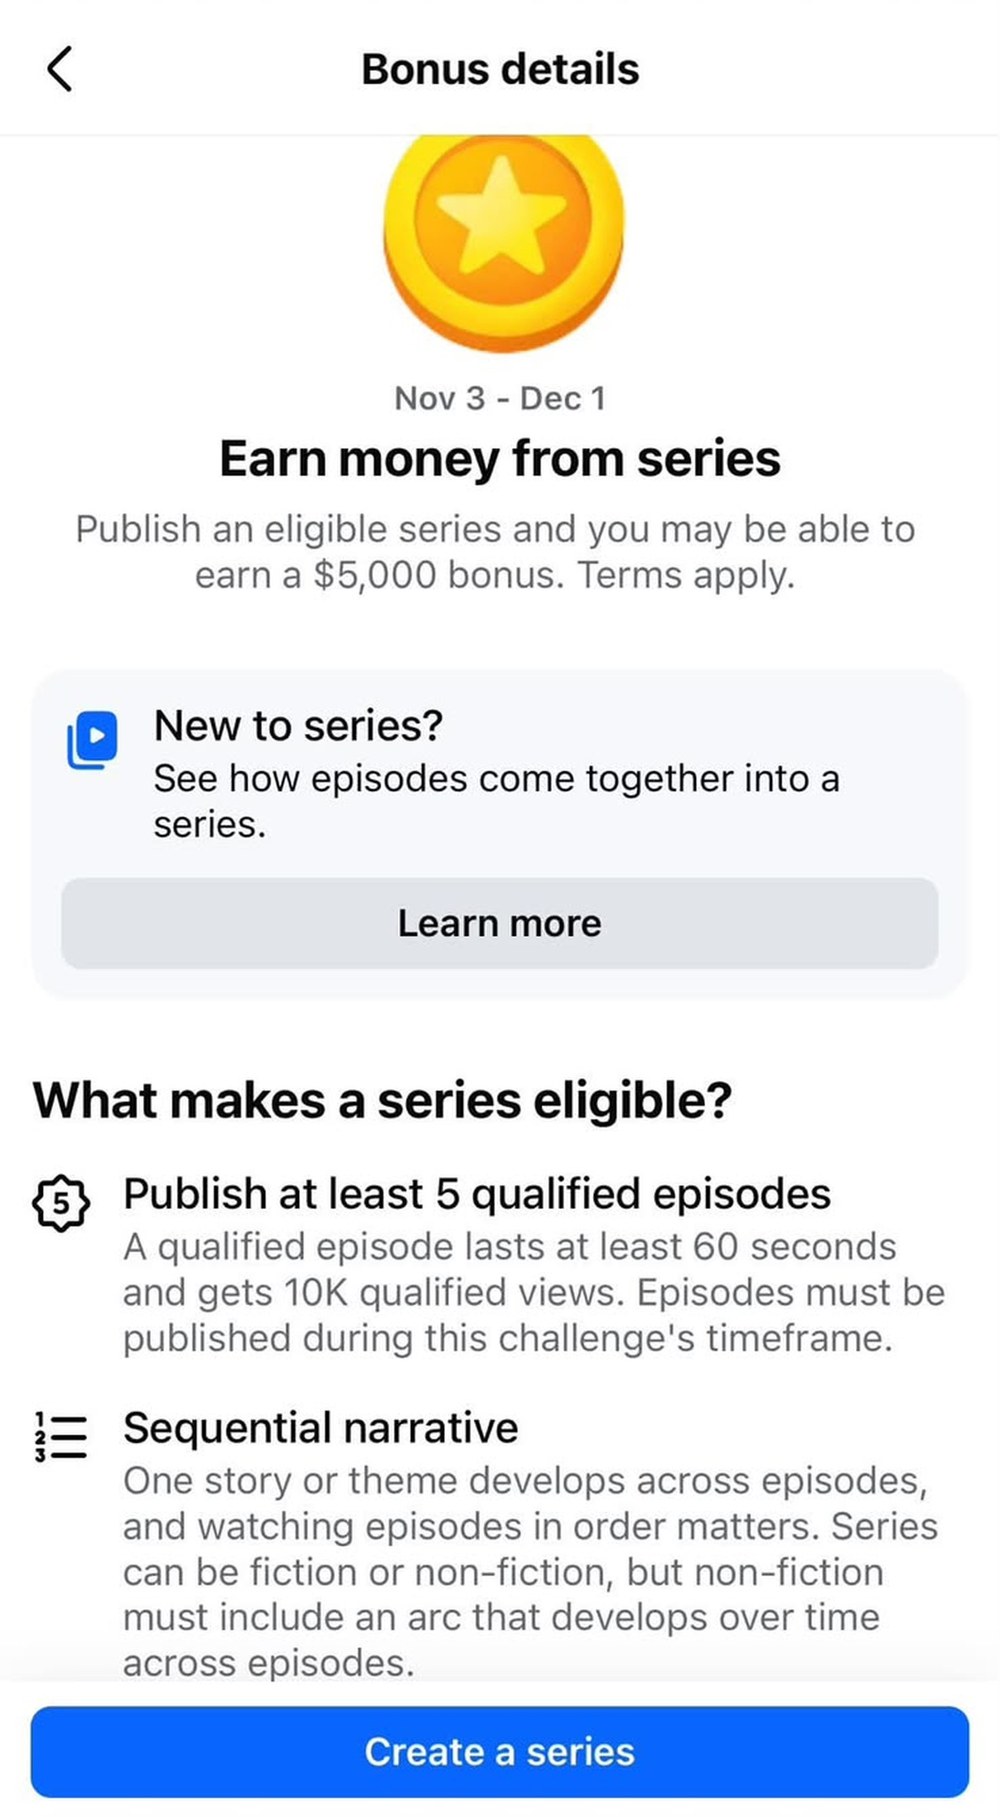 Bonus details
Nov 3 - Dec 1
Earn money from series
Publish an eligible series and you may be able to
earn a $5,000 bonus. Terms apply.
New to series?
See how episodes come together into a
series.
Learn more
What makes a series eligible?
5
Publish at least 5 qualified episodes
A qualified episode lasts at least 60 seconds
and gets 10K qualified views. Episodes must be
published during this challenge's timeframe.
1
2
3
Sequential narrative
One story or theme develops across episodes,
and watching episodes in order matters. Series
can be fiction or non-fiction, but non-fiction
must include an arc that develops over time
across episodes.
Create a series